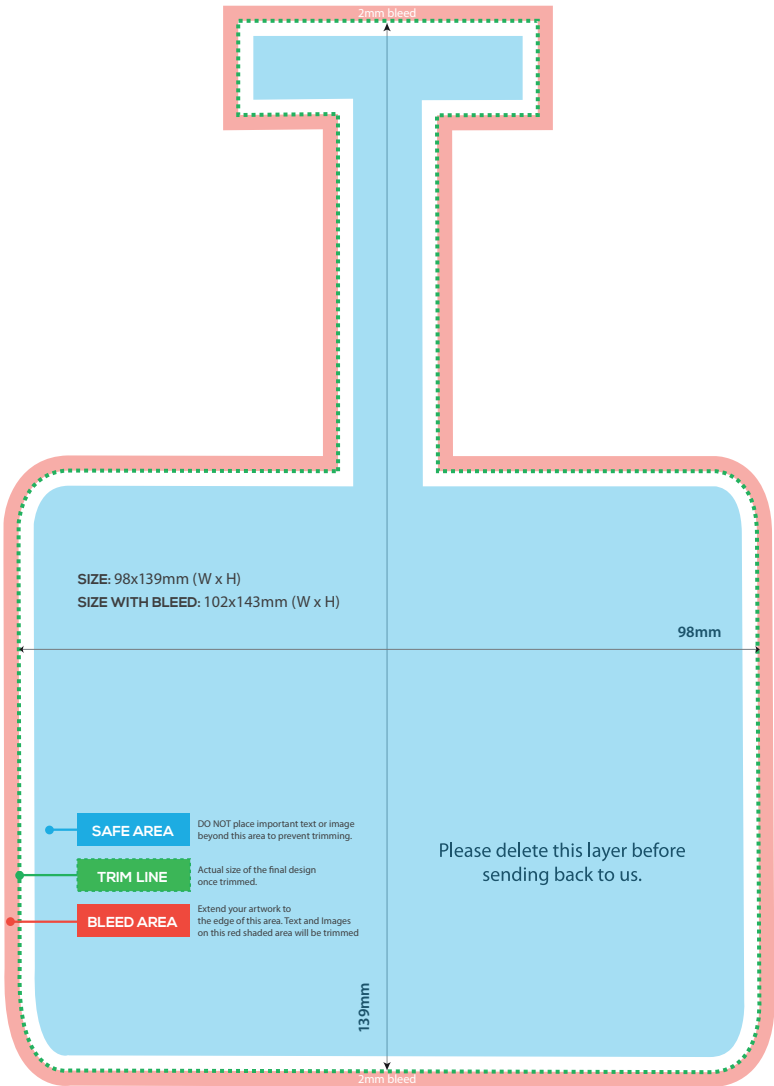 2mm bleed
SIZE: 98x139mm (W x H)
SIZE WITH BLEED: 102x143mm (W x H)
98mm
SAFE AREA
DO NOT place important text or image
beyond this area to prevent trimming.
TRIM LINE
Actual size of the final design
once trimmed.
BLEED AREA
Extend your artwork to
the edge of this area. Text and Images
on this red shaded area will be trimmed
Please delete this layer before
sending back to us.
139mm
2mm bleed